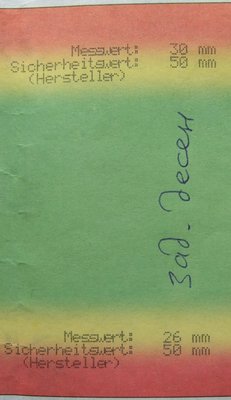 Messwert: 30 mm
Sicherheitswert: 50 mm
(Hersteller)
зад. десен
Messwert: 26 mm
Sicherheitswert: 50 mm
(Hersteller)